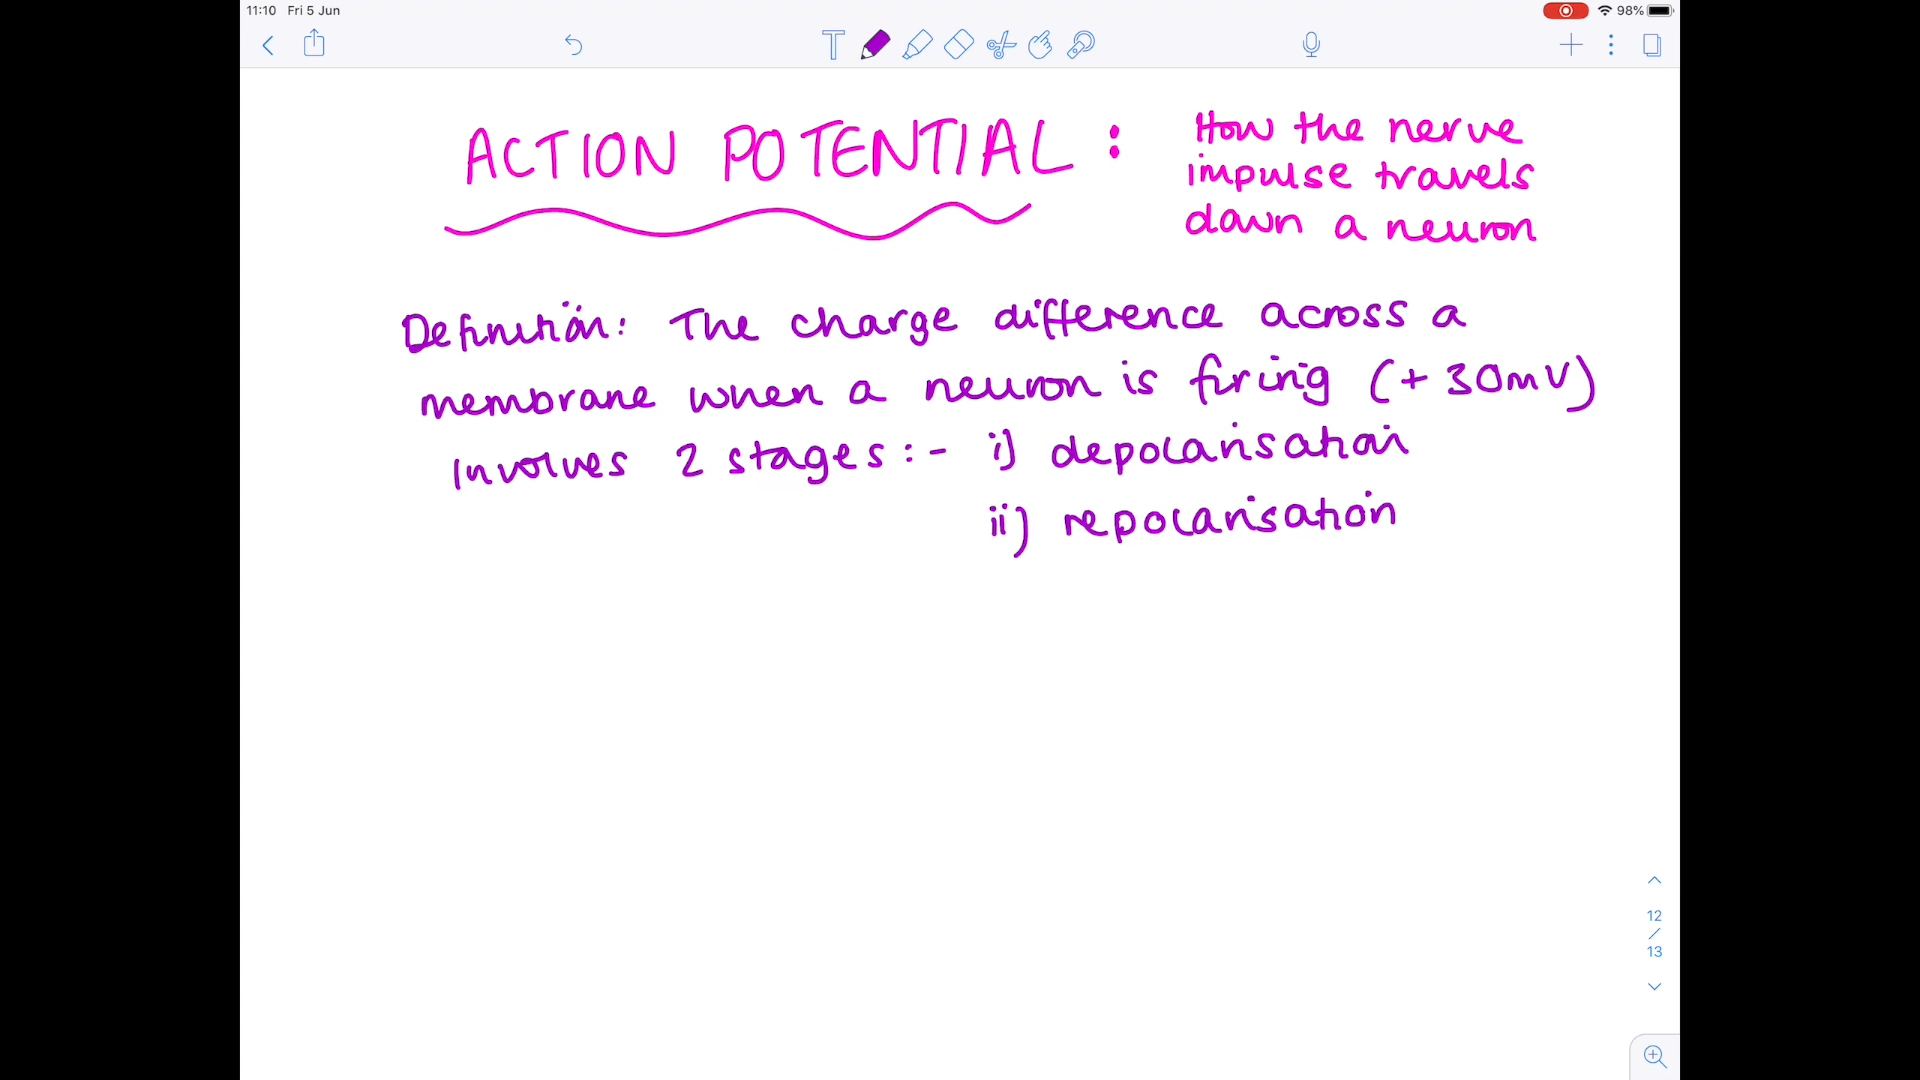 11:10 Fri 5 Jun
98%
T
ACTION POTENTIAL :
How the nerve
impulse travels
down a neuron
Definition: The charge difference across a
membrane when a neuron is firing (+30mV)
Involves 2 stages:- i) depolarisation
ii) repolarisation
12
/
13